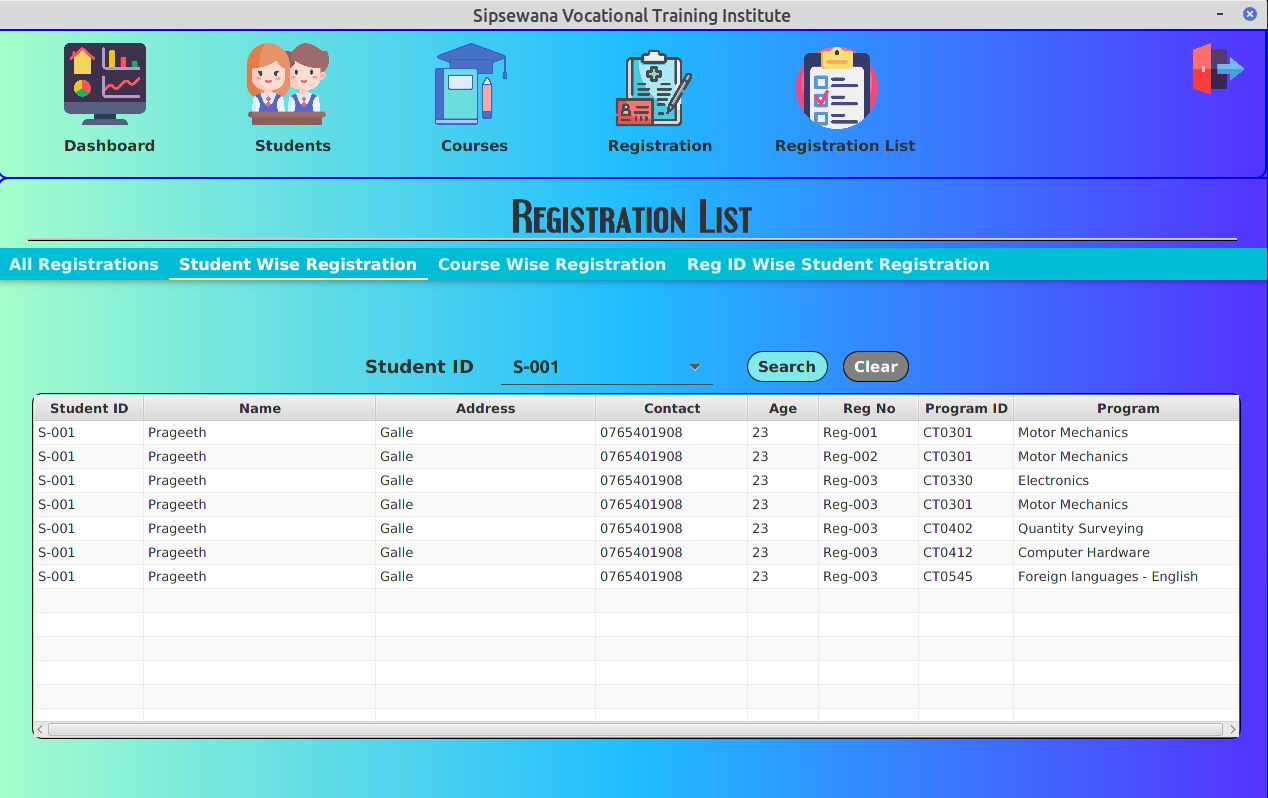 Sipsewana Vocational Training Institute
Dashboard Students Courses Registration Registration List
Registration List
All Registrations Student Wise Registration Course Wise Registration Reg ID Wise Student Registration
Student ID S-001 Search Clear
Student ID Name Address Contact Age Reg No Program ID Program
S-001 Prageeth Galle 0765401908 23 Reg-001 CT0301 Motor Mechanics
S-001 Prageeth Galle 0765401908 23 Reg-002 CT0301 Motor Mechanics
S-001 Prageeth Galle 0765401908 23 Reg-003 CT0330 Electronics
S-001 Prageeth Galle 0765401908 23 Reg-003 CT0301 Motor Mechanics
S-001 Prageeth Galle 0765401908 23 Reg-003 CT0402 Quantity Surveying
S-001 Prageeth Galle 0765401908 23 Reg-003 CT0412 Computer Hardware
S-001 Prageeth Galle 0765401908 23 Reg-003 CT0545 Foreign languages - English